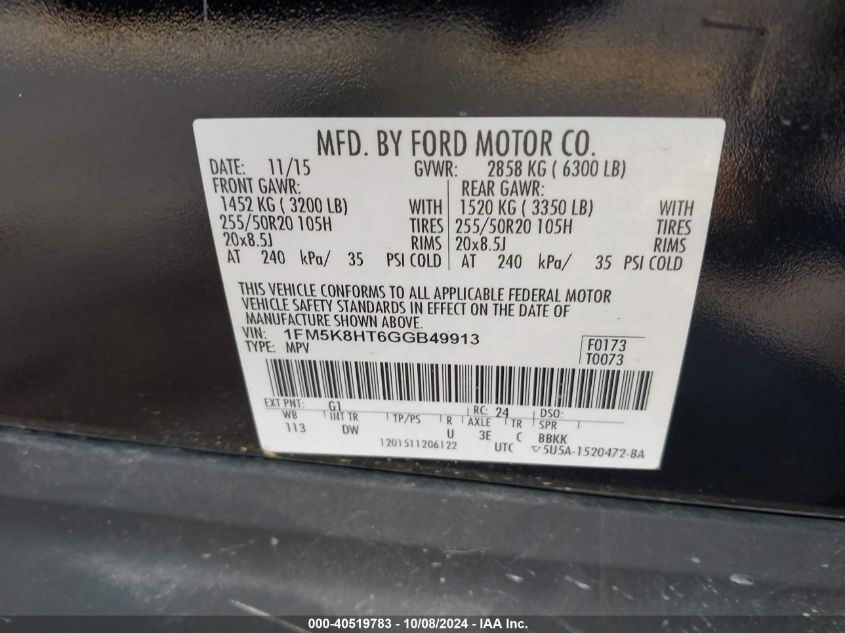 MFD. BY FORD MOTOR CO.
DATE: 11/15 GVWR: 2858 KG ( 6300 LB)
FRONT GAWR: REAR GAWR:
1452 KG ( 3200 LB) WITH 1520 KG ( 3350 LB) WITH
255/50R20 105H TIRES 255/50R20 105H TIRES
20x8.5J RIMS 20x8.5J RIMS
AT 240 kPa/ 35 PSI COLD AT 240 kPa/ 35 PSI COLD
THIS VEHICLE CONFORMS TO ALL APPLICABLE FEDERAL MOTOR
VEHICLE SAFETY STANDARDS IN EFFECT ON THE DATE OF
MANUFACTURE SHOWN ABOVE.
VIN: 1FM5K8HT6GGB49913 F0173
TYPE: MPV T0073
EXT PNT: G1 RC: 24 DSO:
WB INT TR TP/PS R AXLE TR SPR
113 DW U 3E C BBKK
1201511206122 UTC 5U5A-1520472-BA
000-40519783 - 10/08/2024 - IAA Inc.